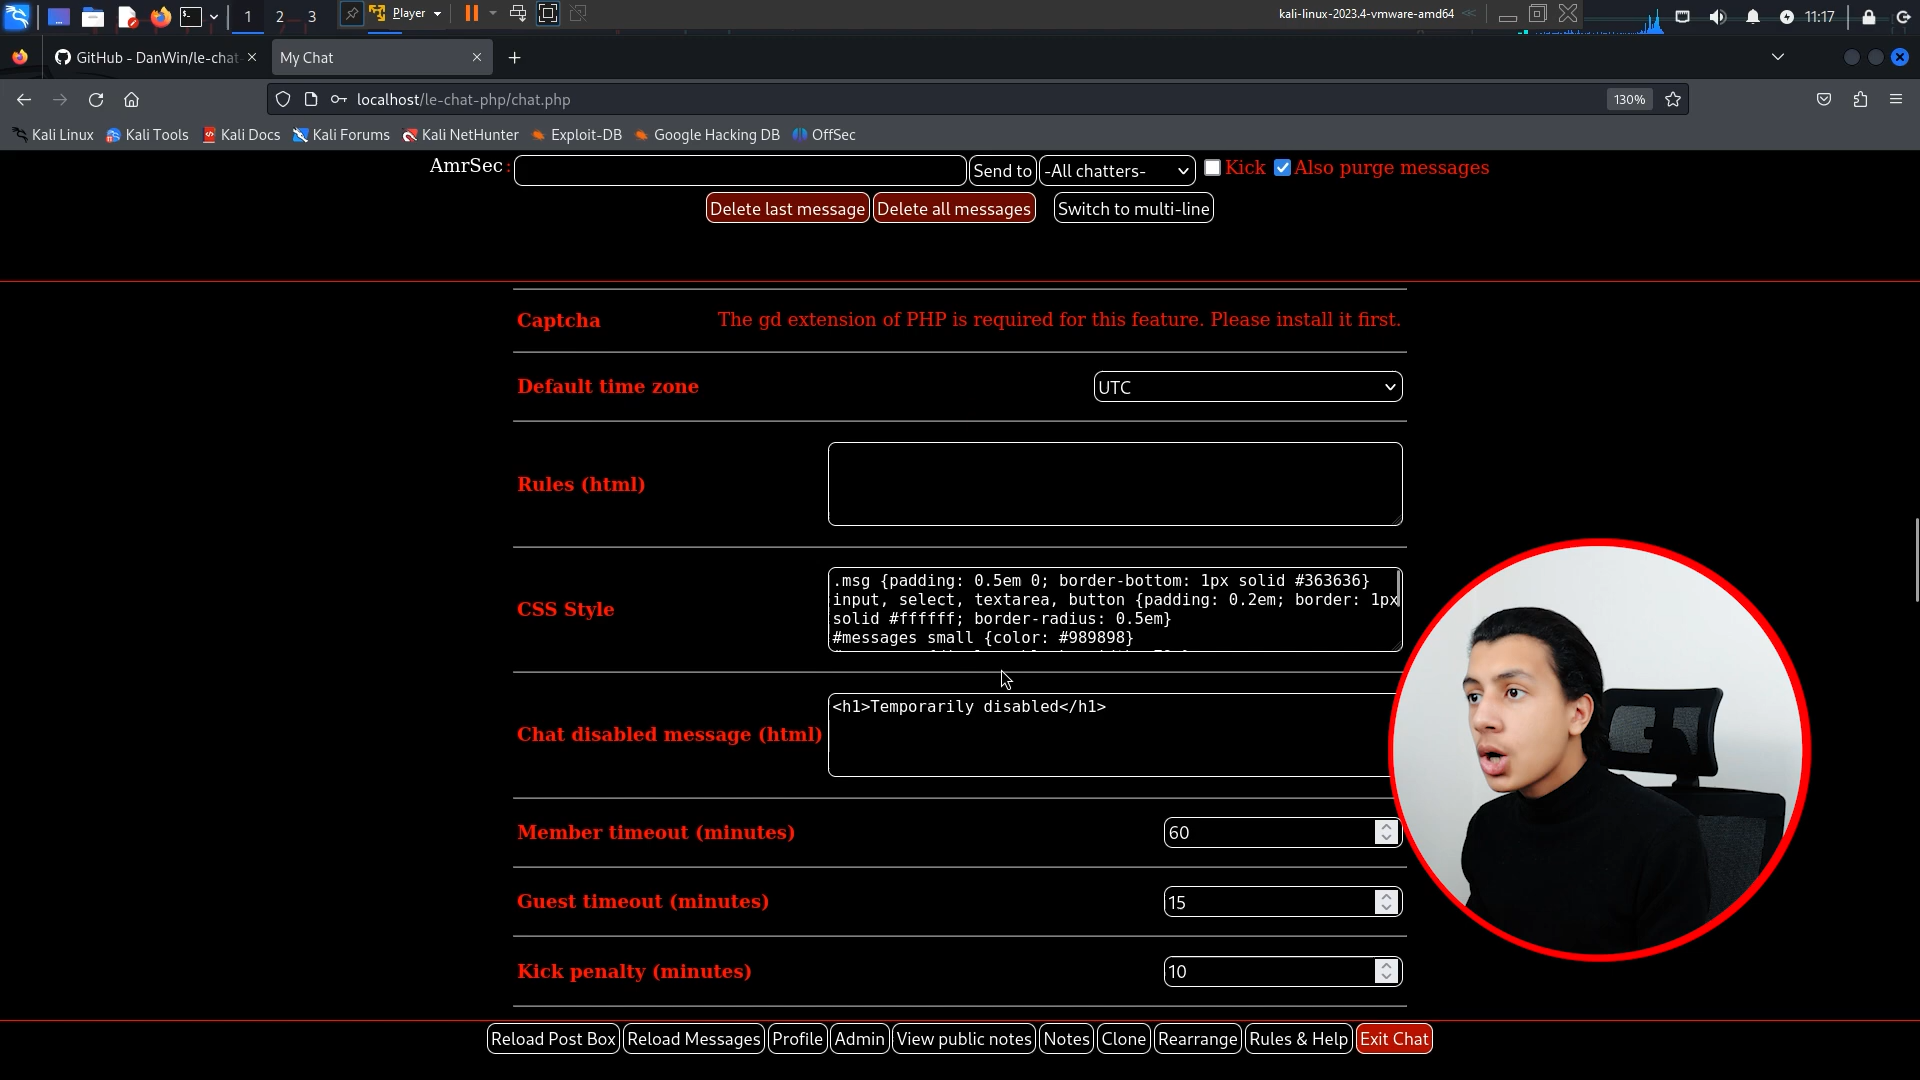 1 2 3 Player kali-linux-2023.4-vmware-amd64 11:17
GitHub - DanWin/le-chat My Chat
localhost/le-chat-php/chat.php 130%
Kali Linux Kali Tools Kali Docs Kali Forums Kali NetHunter Exploit-DB Google Hacking DB OffSec
AmrSec: Send to -All chatters- Kick Also purge messages
Delete last message Delete all messages Switch to multi-line
Captcha The gd extension of PHP is required for this feature. Please install it first.
Default time zone UTC
Rules (html)
CSS Style
.msg {padding: 0.5em 0; border-bottom: 1px solid #363636}
input, select, textarea, button {padding: 0.2em; border: 1px
solid #ffffff; border-radius: 0.5em}
#messages small {color: #989898}
Chat disabled message (html) <h1>Temporarily disabled</h1>
Member timeout (minutes) 60
Guest timeout (minutes) 15
Kick penalty (minutes) 10
Reload Post Box Reload Messages Profile Admin View public notes Notes Clone Rearrange Rules & Help Exit Chat